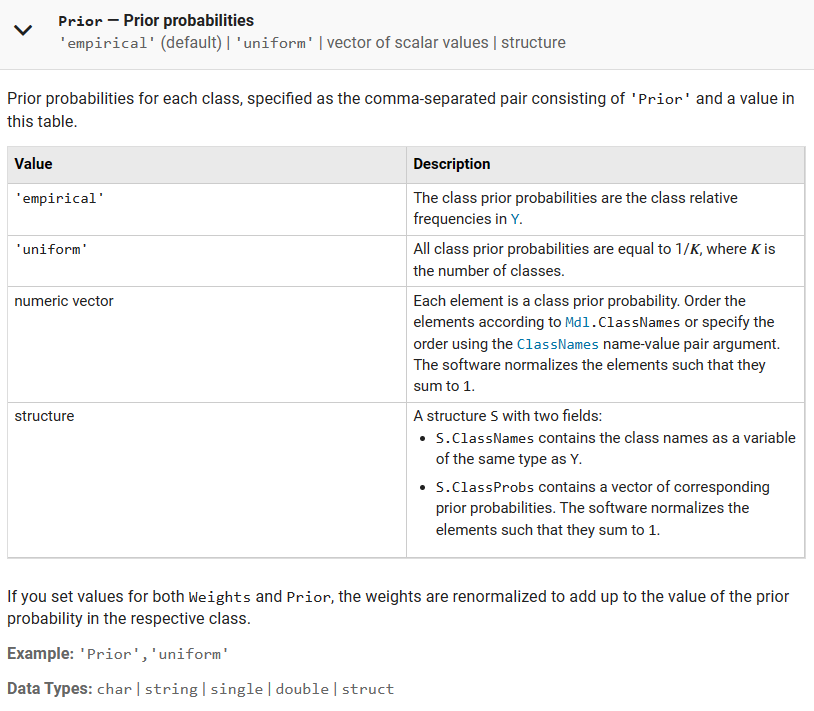 Prior — Prior probabilities
'empirical' (default) | 'uniform' | vector of scalar values | structure
Prior probabilities for each class, specified as the comma-separated pair consisting of 'Prior' and a value in
this table.
Value
Description
'empirical'
The class prior probabilities are the class relative
frequencies in Y.
'uniform'
All class prior probabilities are equal to 1/K, where K is
the number of classes.
numeric vector
Each element is a class prior probability. Order the
elements according to Mdl.ClassNames or specify the
order using the ClassNames name-value pair argument.
The software normalizes the elements such that they
sum to 1.
structure
A structure S with two fields:
• S.ClassNames contains the class names as a variable
of the same type as Y.
• S.ClassProbs contains a vector of corresponding
prior probabilities. The software normalizes the
elements such that they sum to 1.
If you set values for both Weights and Prior, the weights are renormalized to add up to the value of the prior
probability in the respective class.
Example: 'Prior','uniform'
Data Types: char | string | single | double | struct